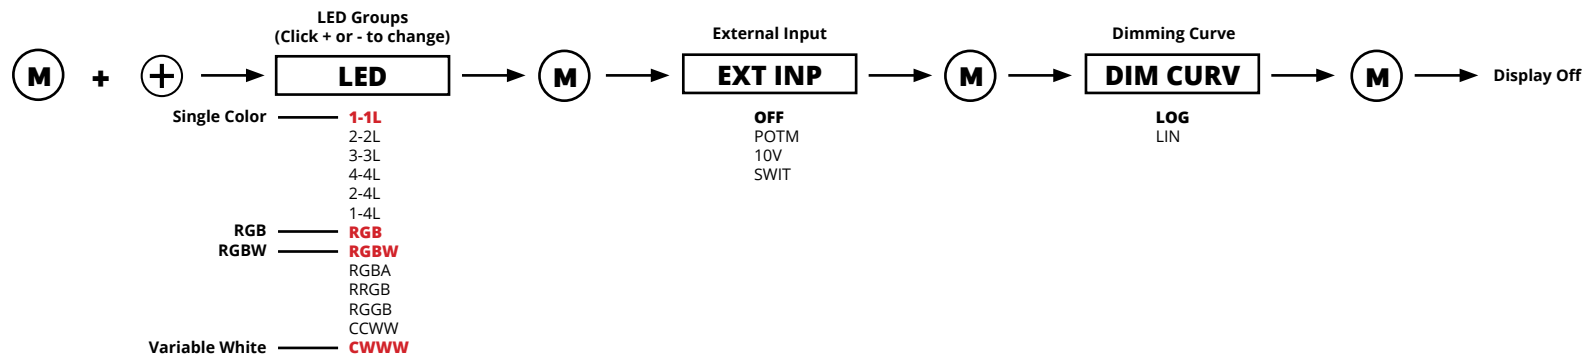 LED Groups
(Click + or - to change)
External Input
Dimming Curve
M + + LED M EXT INP M DIM CURV M Display Off
Single Color 1-1L OFF LOG
2-2L POTM LIN
3-3L 10V
4-4L SWIT
2-4L
1-4L
RGB RGB
RGBW RGBW
RGBA
RRGB
RGGB
CCWW
Variable White CWWW